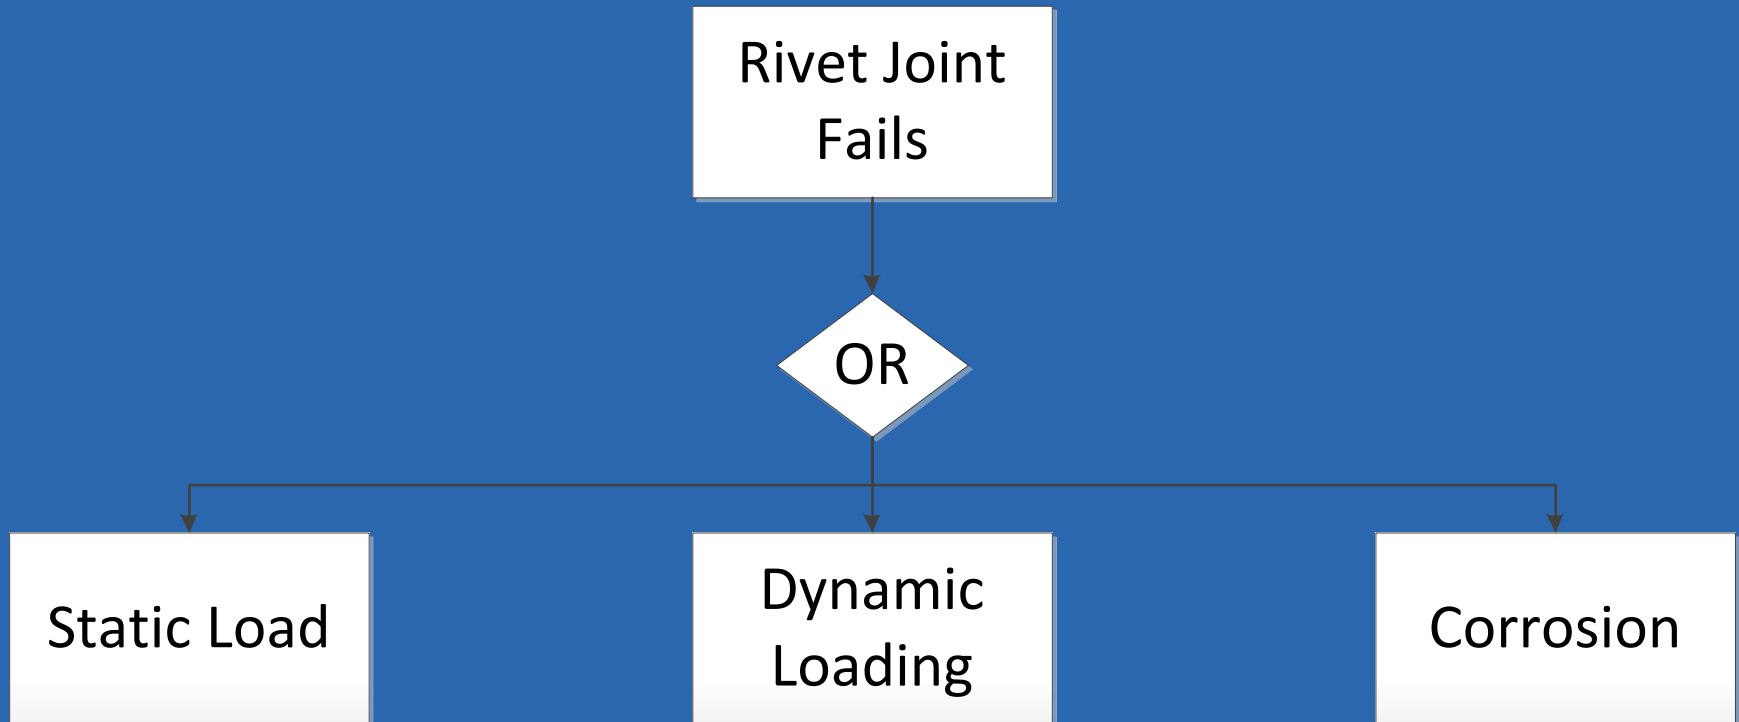 Rivet Joint
Fails
OR
Static Load
Dynamic
Loading
Corrosion